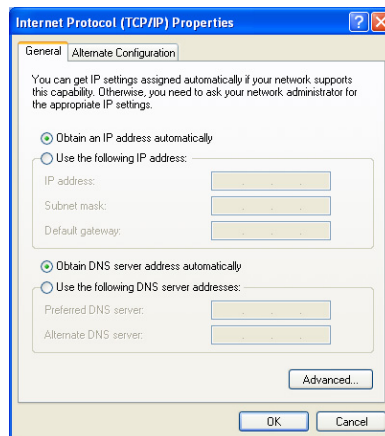 Internet Protocol (TCP/IP) Properties
General
Alternate Configuration
You can get IP settings assigned automatically if your network supports
this capability. Otherwise, you need to ask your network administrator for
the appropriate IP settings.
Obtain an IP address automatically
Use the following IP address:
IP address:
Subnet mask:
Default gateway:
Obtain DNS server address automatically
Use the following DNS server addresses:
Preferred DNS server:
Alternate DNS server:
Advanced...
OK
Cancel